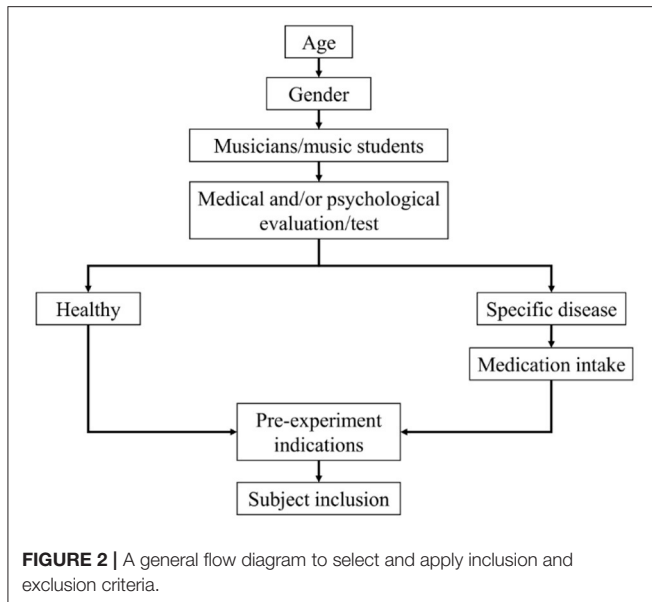 Age
Gender
Musicians/music students
Medical and/or psychological
evaluation/test
Healthy
Specific disease
Medication intake
Pre-experiment
indications
Subject inclusion
FIGURE 2 | A general flow diagram to select and apply inclusion and
exclusion criteria.